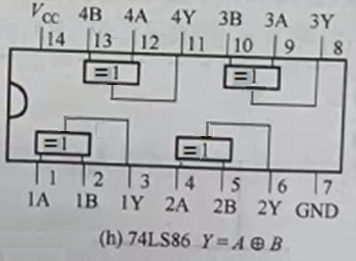 VCC 4B 4A 4Y 3B 3A 3Y
14 13 12 11 10 9 8
=1 =1
=1 =1
1 2 3 4 5 6 7
1A 1B 1Y 2A 2B 2Y GND
(h) 74LS86 Y=A⊕B